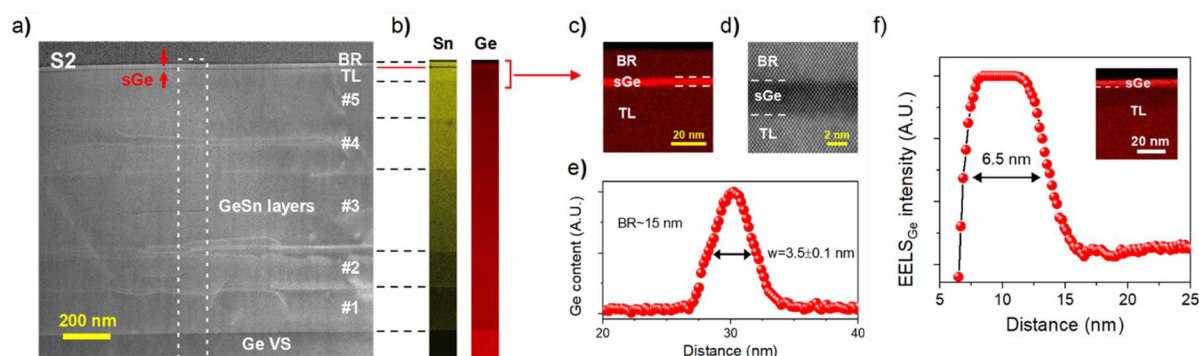 a)
S2
sGe
BR
TL
#5
#4
#3
GeSn layers
#2
#1
200 nm
Ge VS
b)
Sn
Ge
c)
BR
sGe
TL
20 nm
d)
BR
sGe
TL
2 nm
e)
Ge content (A.U.)
BR~15 nm
w=3.5±0.1 nm
20 30 40
Distance (nm)
f)
EELSGe intensity (A.U.)
6.5 nm
sGe
TL
20 nm
5 10 15 20 25
Distance (nm)